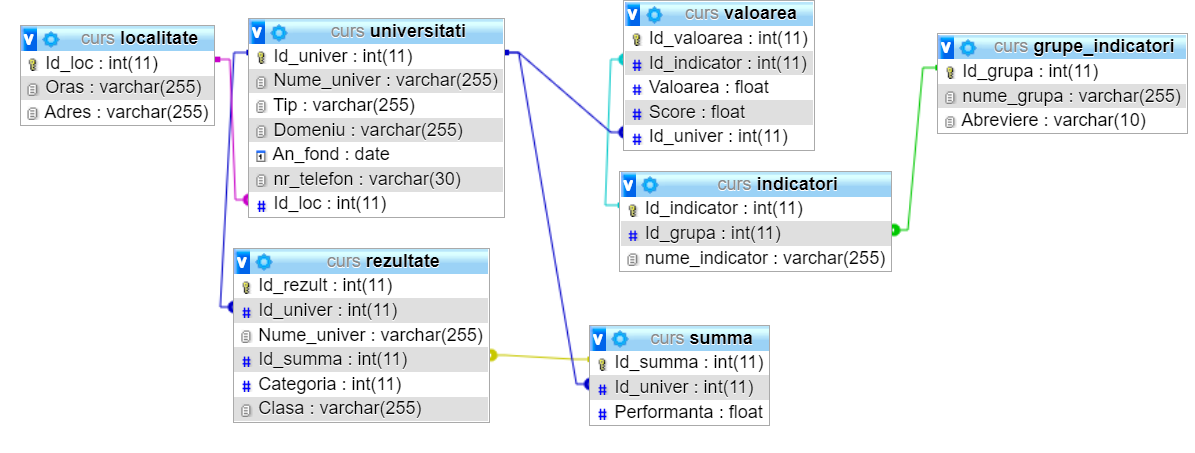 curs localitate
Id_loc : int(11)
Oras : varchar(255)
Adres : varchar(255)
curs universitati
Id_univer : int(11)
Nume_univer : varchar(255)
Tip : varchar(255)
Domeniu : varchar(255)
An_fond : date
nr_telefon : varchar(30)
Id_loc : int(11)
curs valoarea
Id_valoarea : int(11)
Id_indicator : int(11)
Valoarea : float
Score : float
Id_univer : int(11)
curs grupe_indicatori
Id_grupa : int(11)
nume_grupa : varchar(255)
Abreviere : varchar(10)
curs indicatori
Id_indicator : int(11)
Id_grupa : int(11)
nume_indicator : varchar(255)
curs rezultate
Id_rezult : int(11)
Id_univer : int(11)
Nume_univer : varchar(255)
Id_summa : int(11)
Categoria : int(11)
Clasa : varchar(255)
curs summa
Id_summa : int(11)
Id_univer : int(11)
Performanta : float